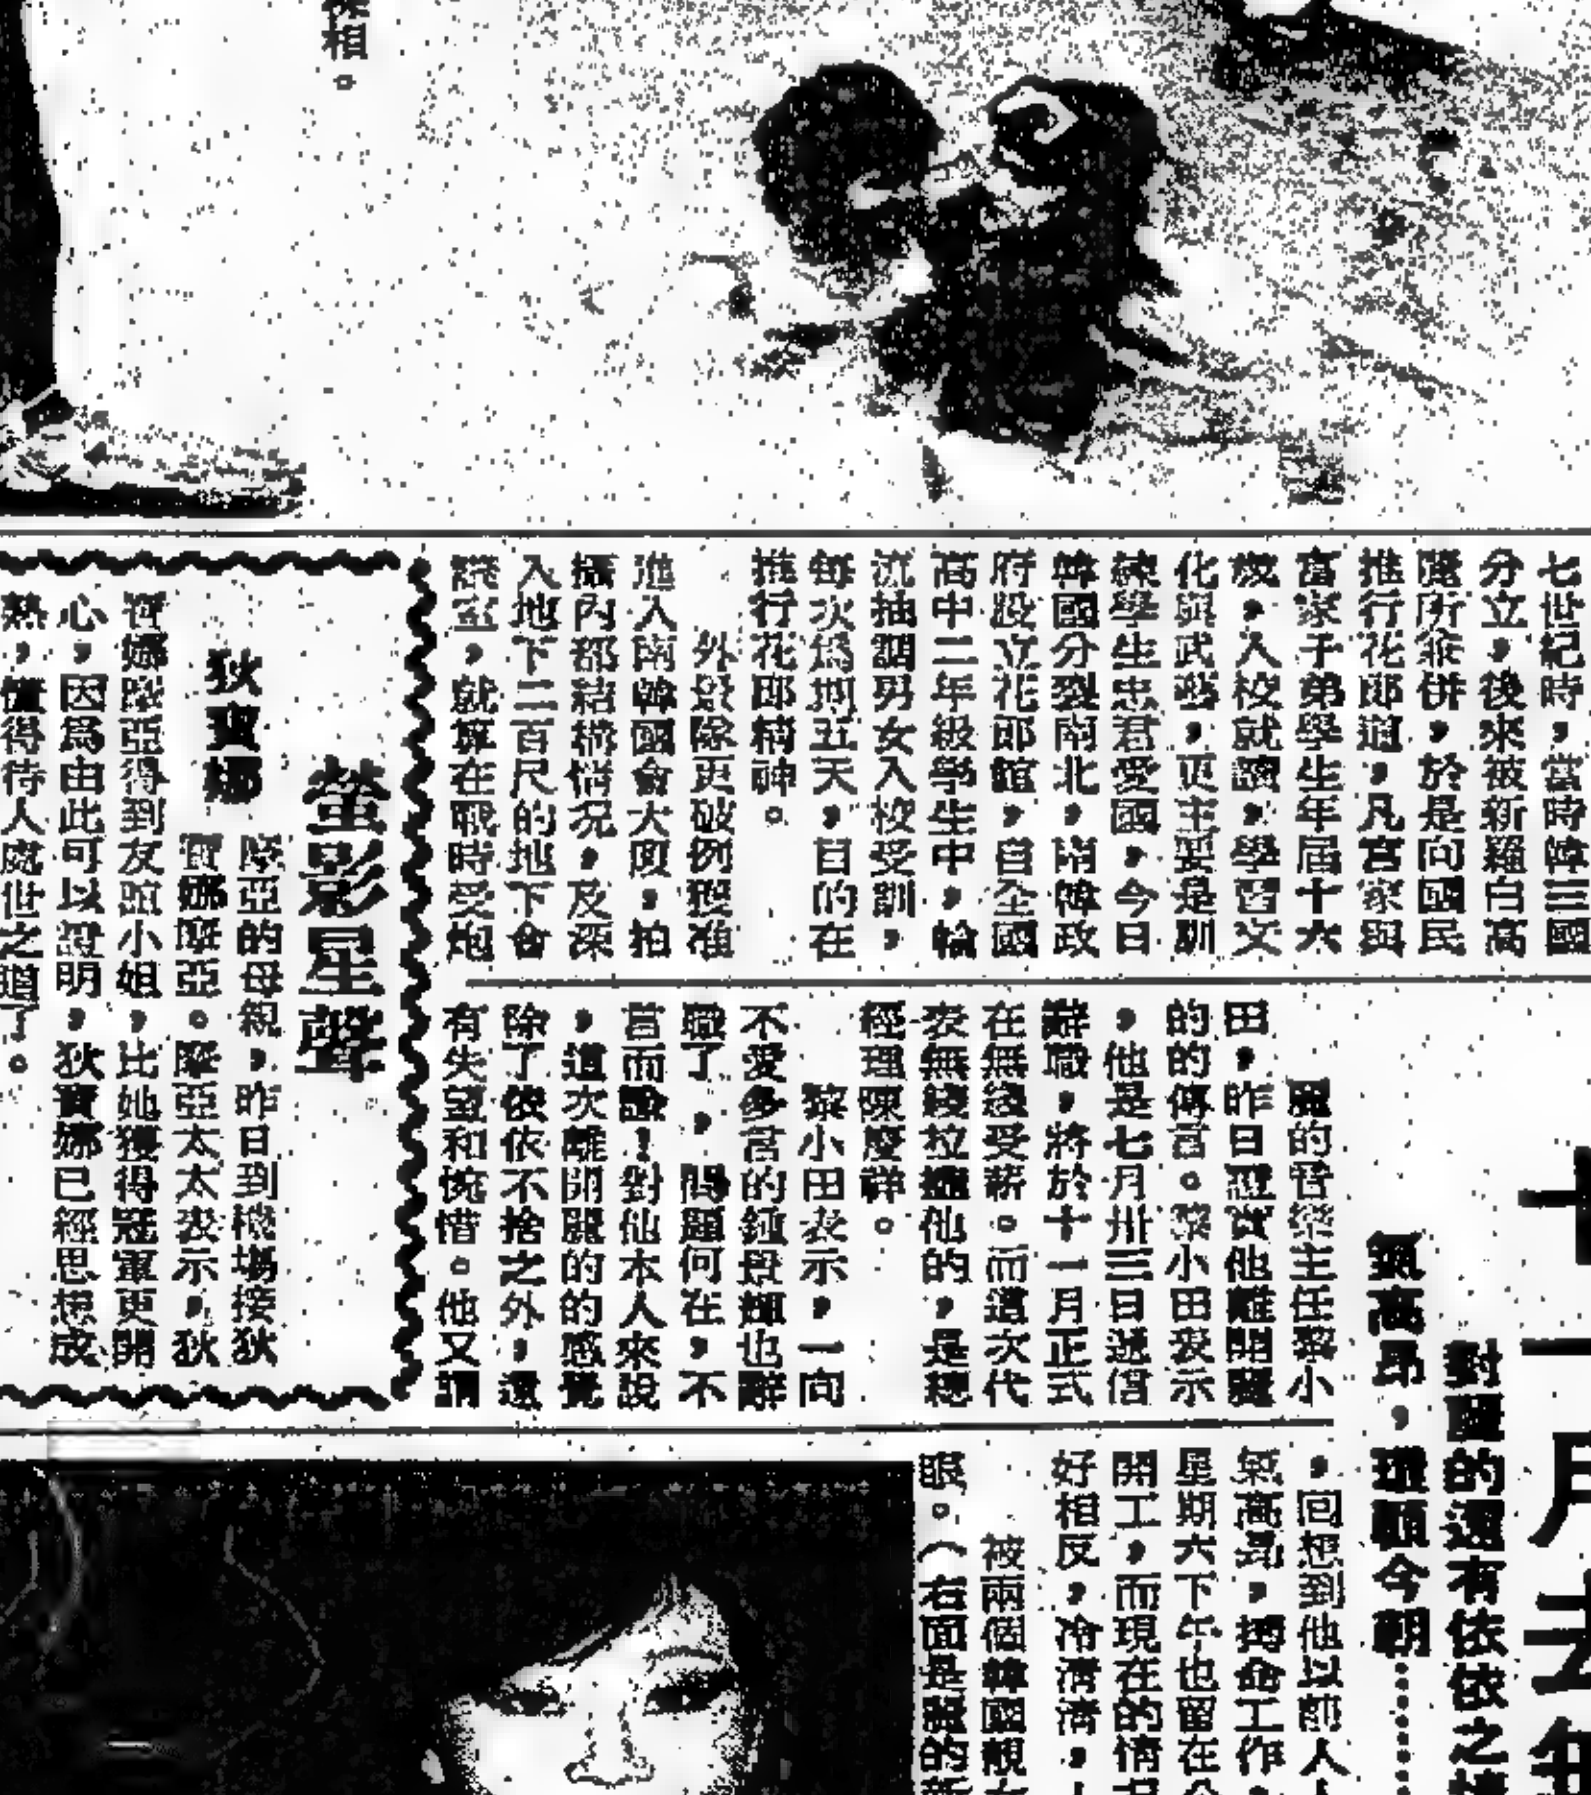 相。
七世紀時，當時韓三國
分立，後來被新羅白高
所併，於是向國民
推行花郎道，凡官家與
富家子弟學生年屆十六
歲，入校就讀，學習文
化與武藝，更主要是訓
練學生忠君愛國，今日
韓國分裂南北，南韓政
府設立花郎館，自全國
高中二年級學生中，輪
流抽調男女入校受訓，
每次為期五天，目的在
推行花郎精神。
外景隊更破例獲准
進入南韓國會大廈，拍
攝內部結構情況，及深
入地下二百尺的地下會
議室，就算在戰時受炮
螢影星聲
狄寶娜
摩亞的母親，昨日到機場接狄
寶娜摩亞。摩亞太太表示，狄
寶娜摩亞得到友誼小姐，比她獲得冠軍更開
心，因爲由此可以證明，狄寶娜已經思想成
熟，懂得待人處世之道了。
十一月去無
對麗的還有依依之
氣高昂，環顧今朝……
麗的音樂主任黎小
田，昨日證實他離開麗
的的傳言。黎小田表示
，他是七月卅三日遞信
辭職，將於十一月正式
在無綫受薪。而這次代
表無綫拉攏他的，是總
經理陳慶祥。
黎小田表示，一向
不愛多言的鍾景輝也辭
職了，問題何在，不
言而諭！對他本人來說
，這次離開麗的的感覺
除了依依不捨之外，還
有失望和惋惜。他又謂
，回想到他以前人
氣高昂，搏命工作，
星期六下午也留在公
開工，而現在的情況
好相反，冷清清，
被兩個韓國靚女
眼。（右面是麗的